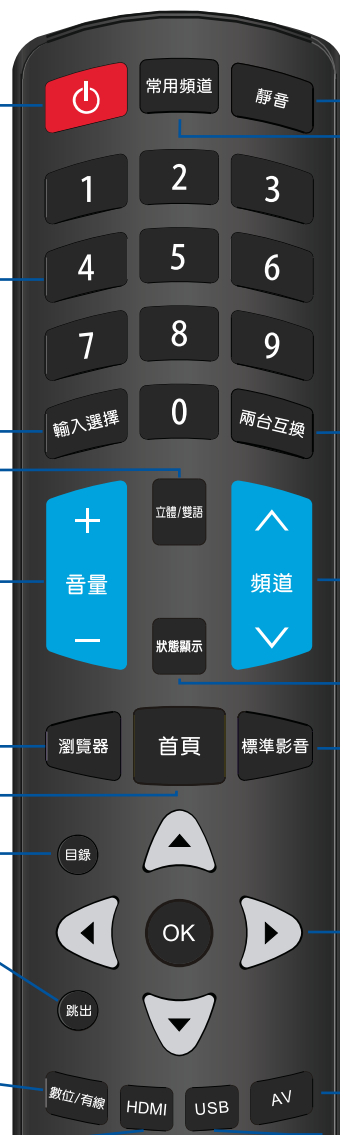 常用頻道
靜音
1
2
3
4
5
6
7
8
9
輸入選擇
0
兩台互換
立體/雙語
+
音量
-
頻道
狀態顯示
瀏覽器
首頁
標準影音
目錄
OK
跳出
數位/有線
HDMI
USB
AV